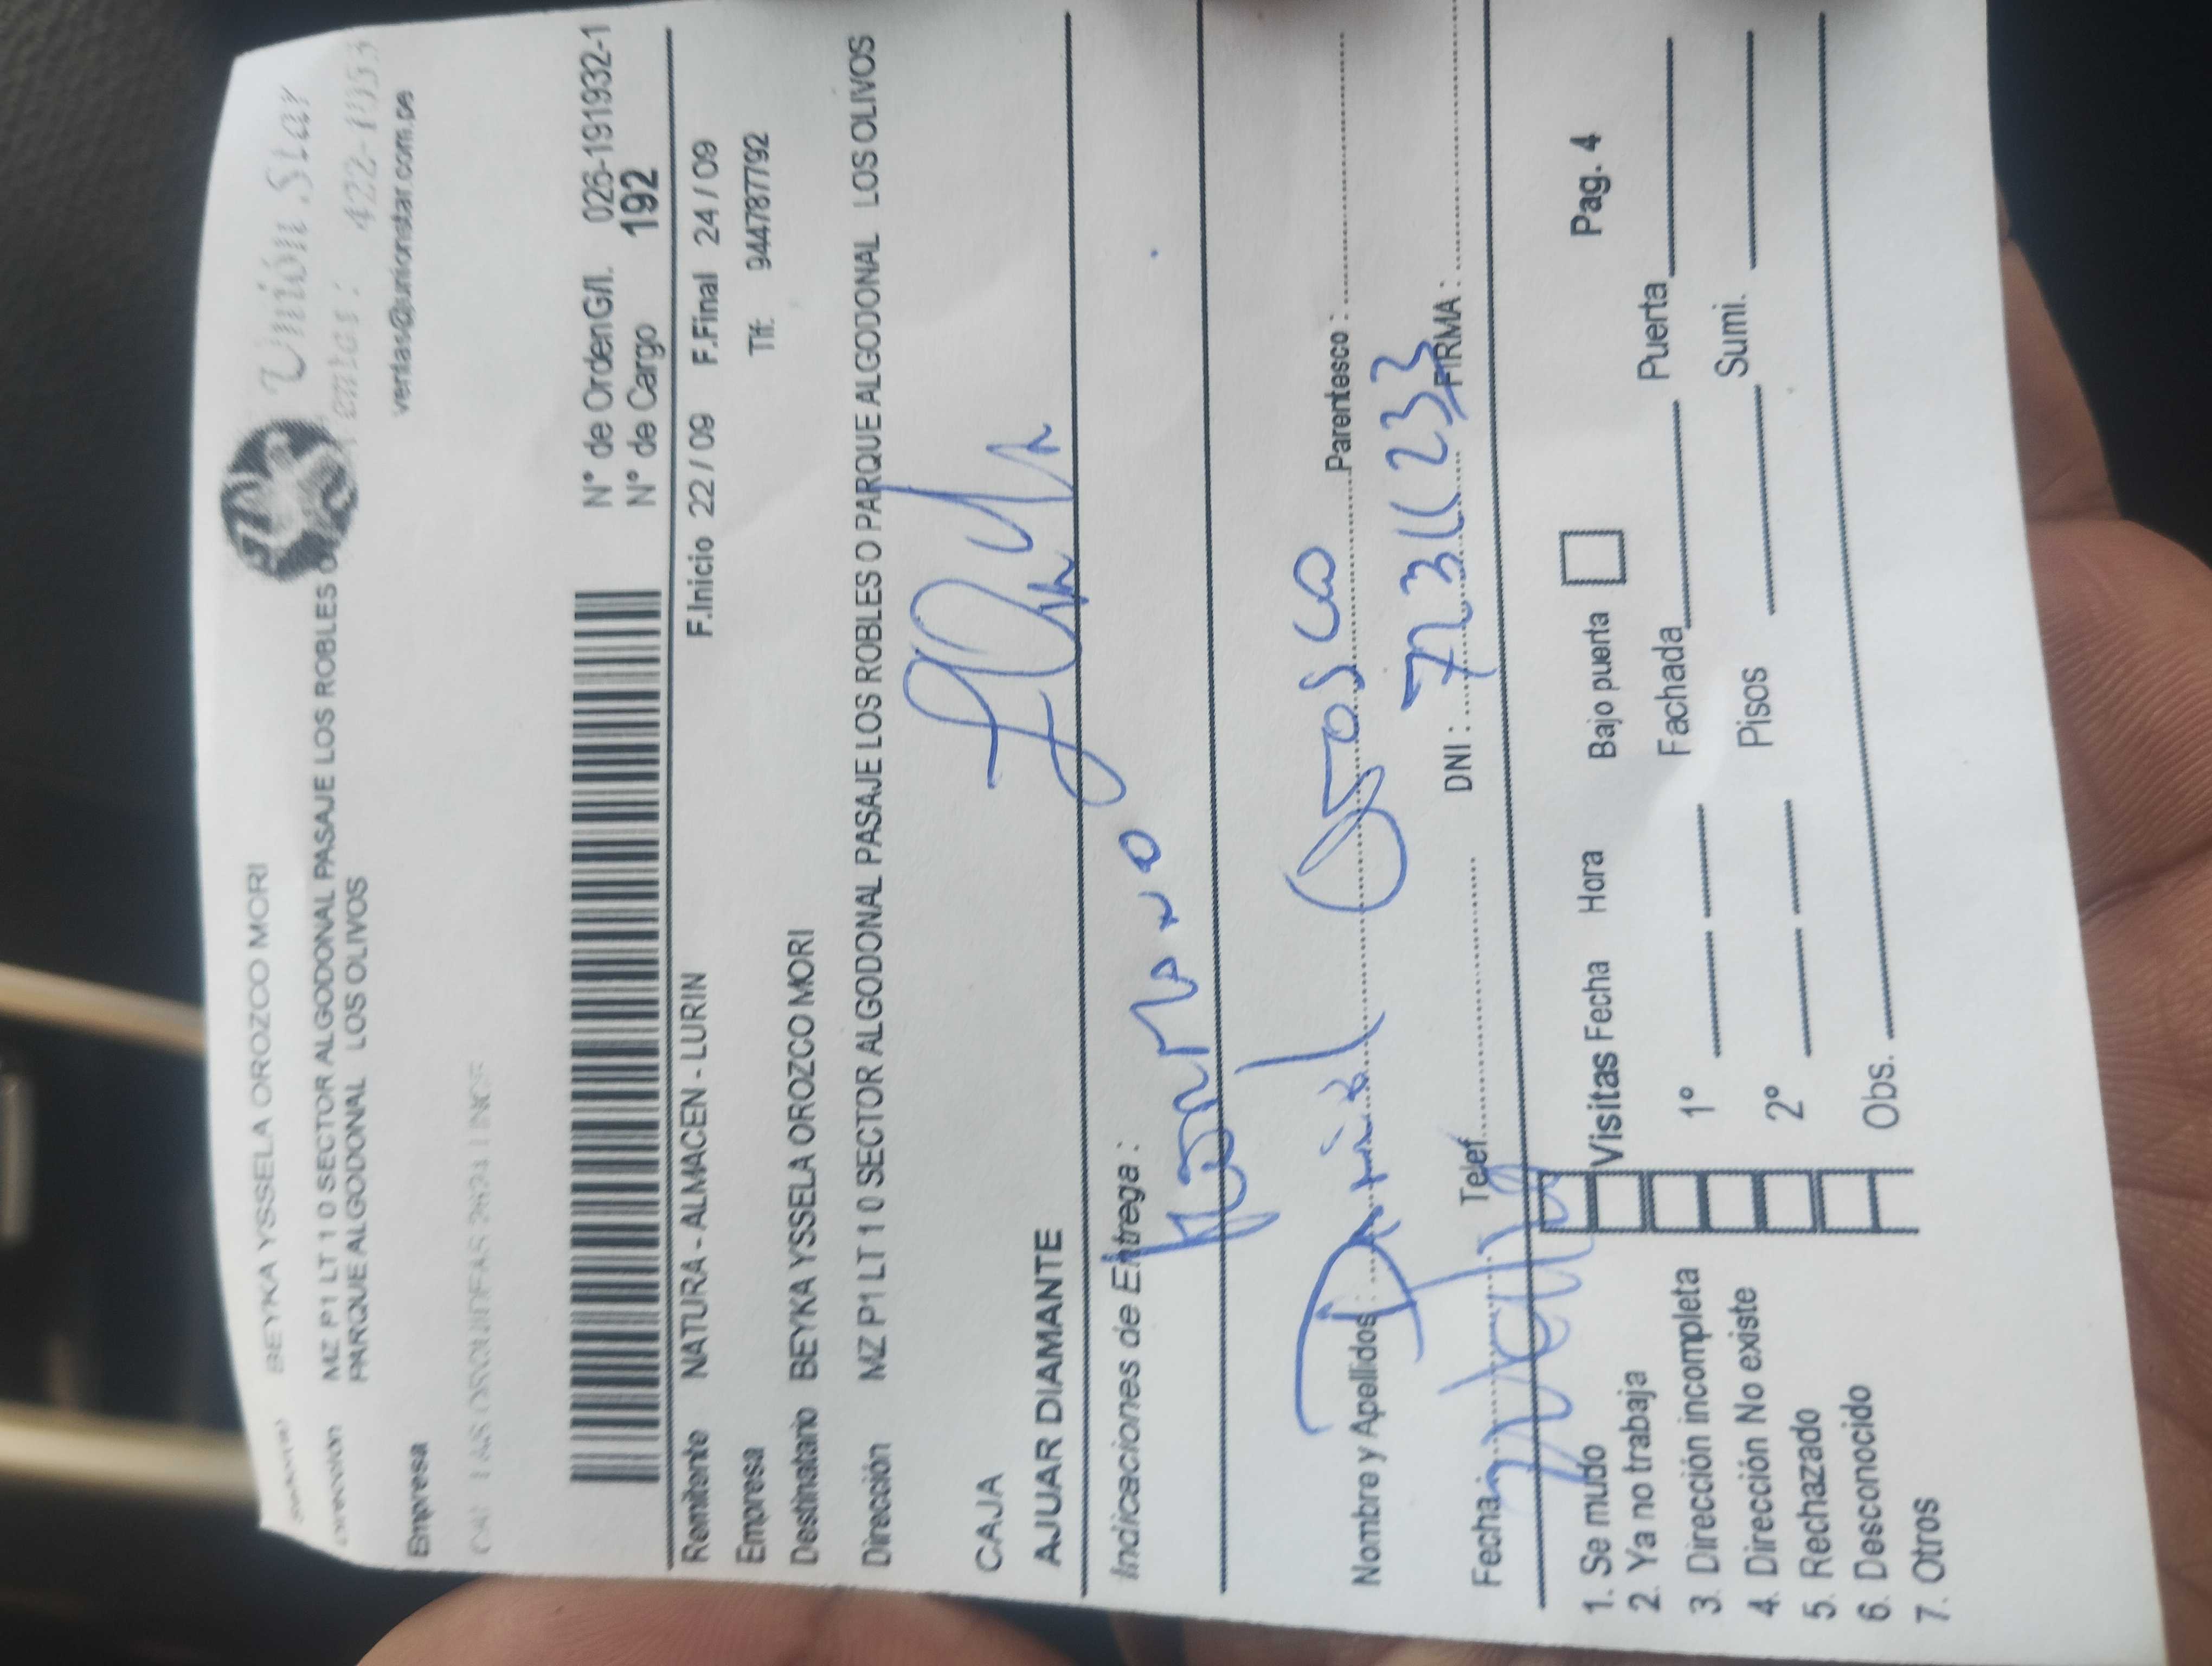 BEYKA YSSELA OROZCO MORI
Unión Star
Dirección MZ P1 LT 1 0 SECTOR ALGODONAL PASAJE LOS ROBLES O
PARQUE ALGODONAL LOS OLIVOS
ventas@unionstar.com.pe
Empresa
N° de OrdenG/I. 026-191932-1
N° de Cargo 192
Remitente NATURA - ALMACEN - LURIN F.Inicio 22 / 09 F.Final 24 / 09
Empresa Tlf: 944787792
Destinatario BEYKA YSSELA OROZCO MORI
Dirección MZ P1 LT 1 0 SECTOR ALGODONAL PASAJE LOS ROBLES O PARQUE ALGODONAL LOS OLIVOS
CAJA
AJUAR DIAMANTE
Indicaciones de Entrega :
Nombre y Apellidos: Parentesco :
Fecha: Telef. DNI : FIRMA :
1. Se mudo Visitas Fecha Hora Bajo puerta Pag. 4
2. Ya no trabaja
3. Dirección incompleta 1° Fachada Puerta
4. Dirección No existe
5. Rechazado 2° Pisos Sumi.
6. Desconocido
7. Otros Obs.